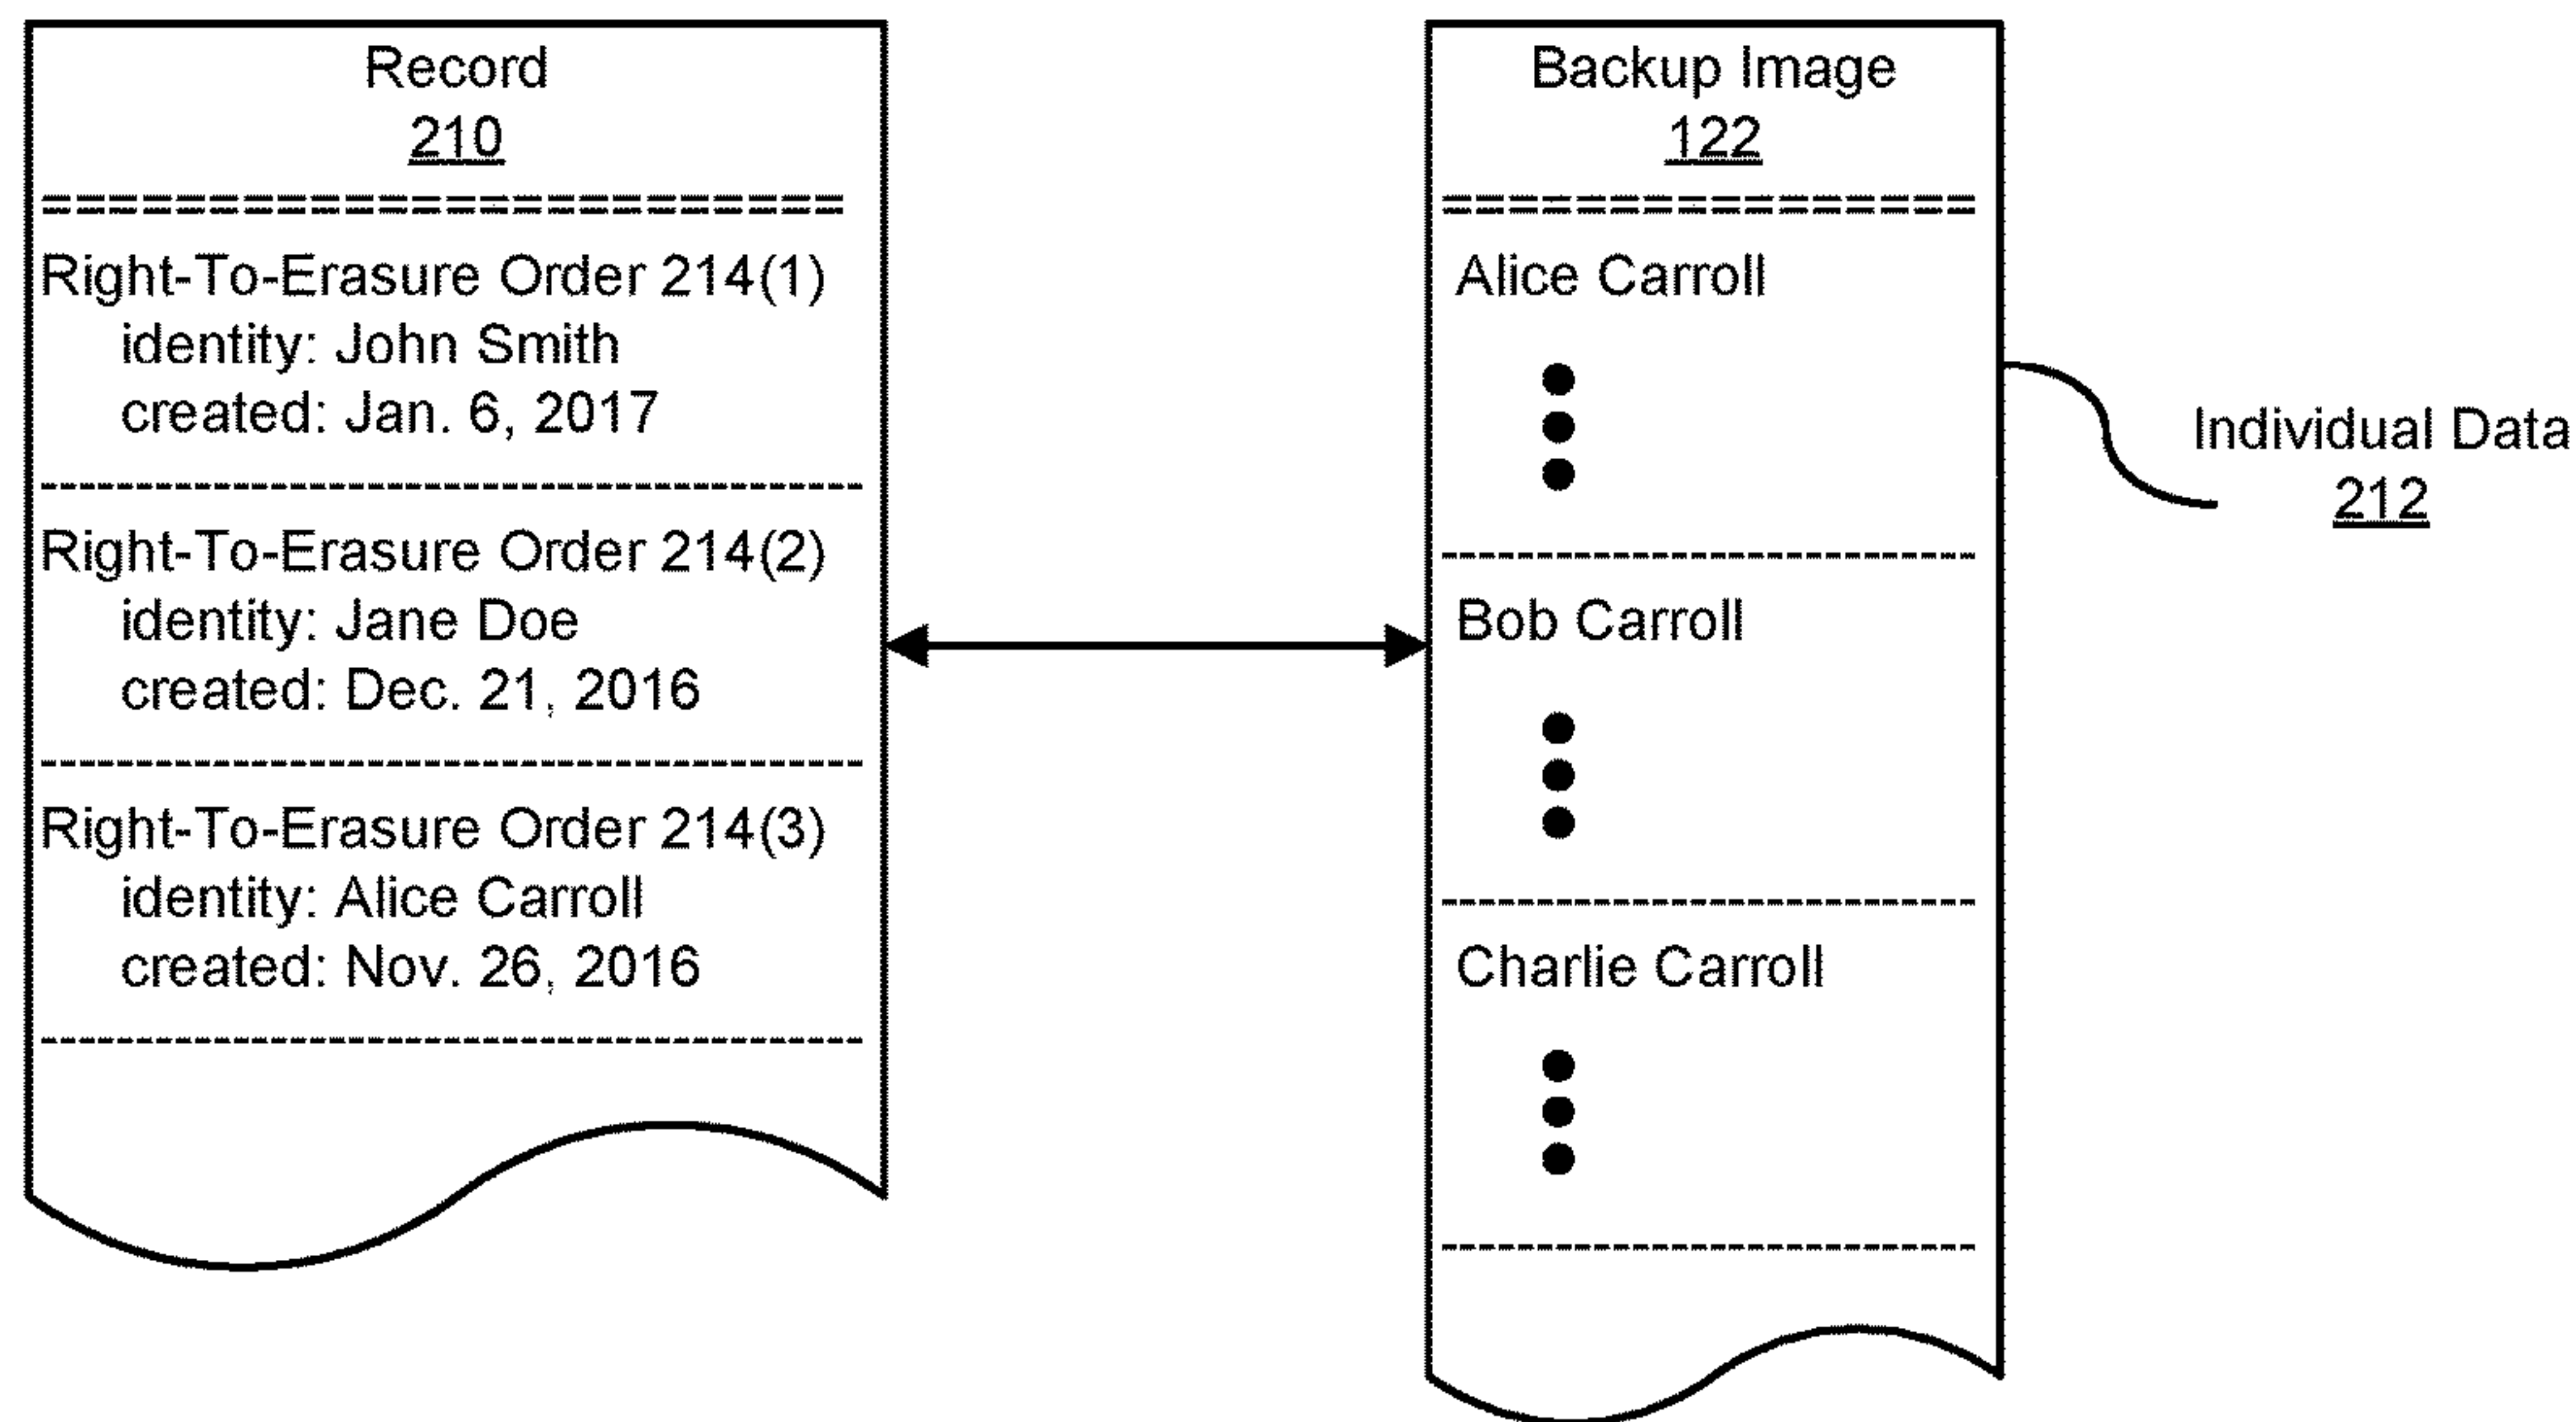 Record
210
Right-To-Erasure Order 214(1)
identity: John Smith
created: Jan. 6, 2017
Right-To-Erasure Order 214(2)
identity: Jane Doe
created: Dec. 21, 2016
Right-To-Erasure Order 214(3)
identity: Alice Carroll
created: Nov. 26, 2016
Backup Image
122
Alice Carroll
Bob Carroll
Charlie Carroll
Individual Data
212